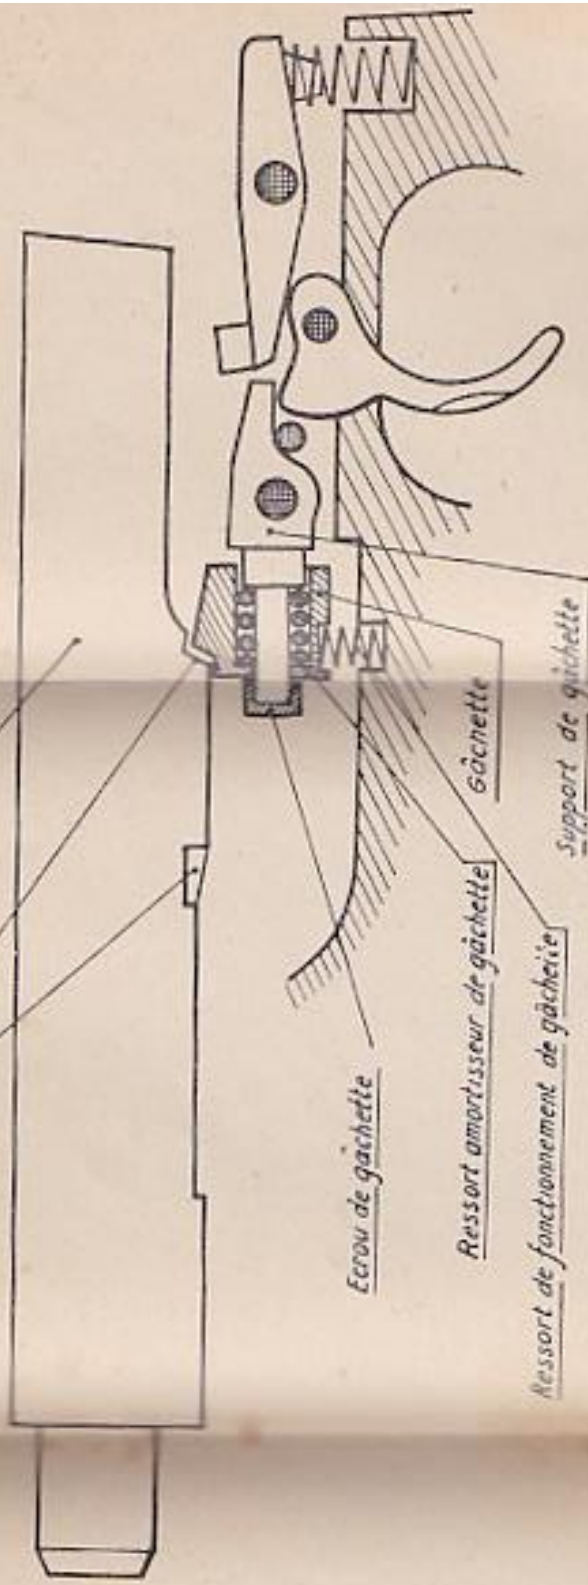 Ecrou de gâchette
Ressort amortisseur de gâchette
Ressort de fonctionnement de gâchette
Gâchette
Support de gâchette